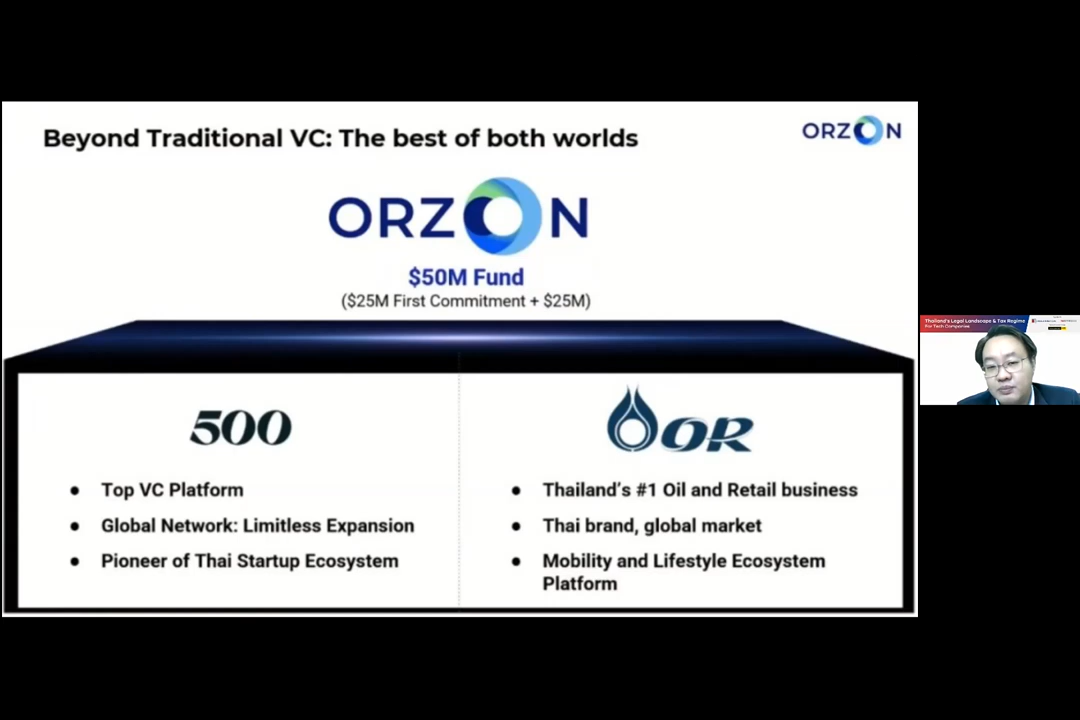 Beyond Traditional VC: The best of both worlds
ORZON
ORZON
$50M Fund
($25M First Commitment + $25M)
500
● Top VC Platform
● Global Network: Limitless Expansion
● Pioneer of Thai Startup Ecosystem
OR
● Thailand's #1 Oil and Retail business
● Thai brand, global market
● Mobility and Lifestyle Ecosystem
Platform
Thailand's Legal Landscape & Tax Regime
For Tech Companies